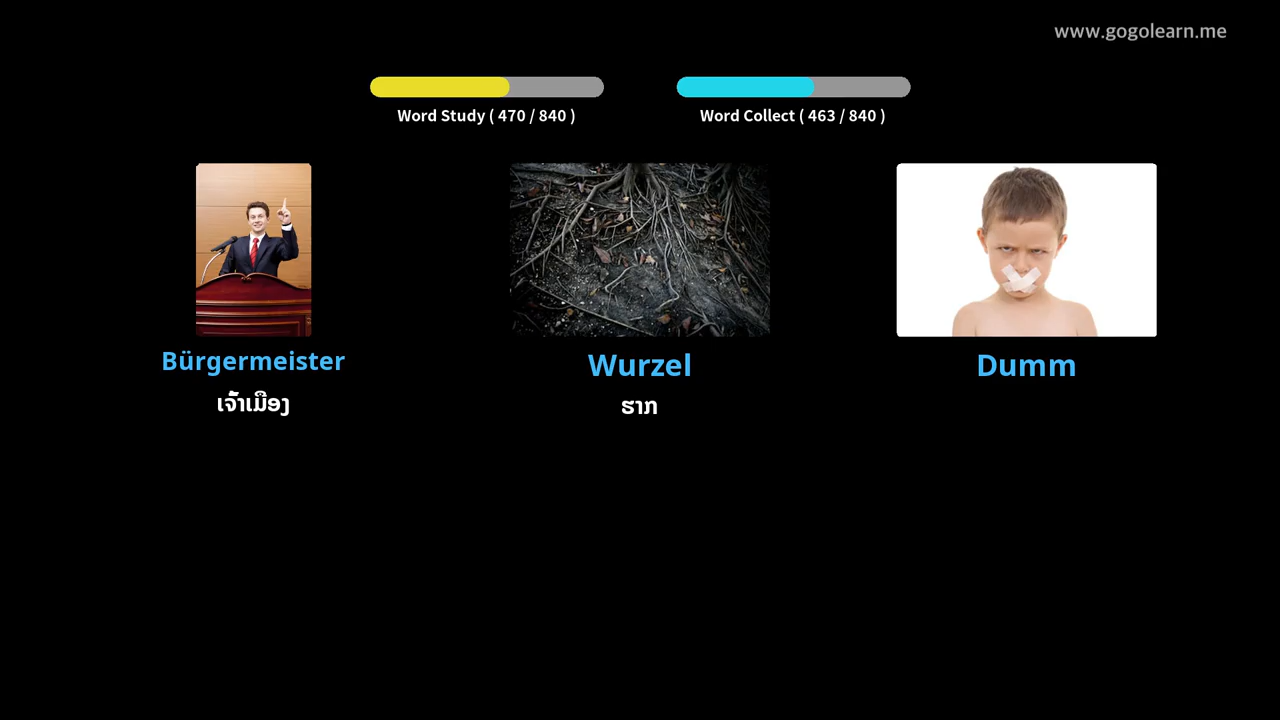 www.gogolearn.me
Word Study ( 470 / 840 )
Word Collect ( 463 / 840 )
Bürgermeister
ເຈົ້າເມືອງ
Wurzel
ຮາກ
Dumm